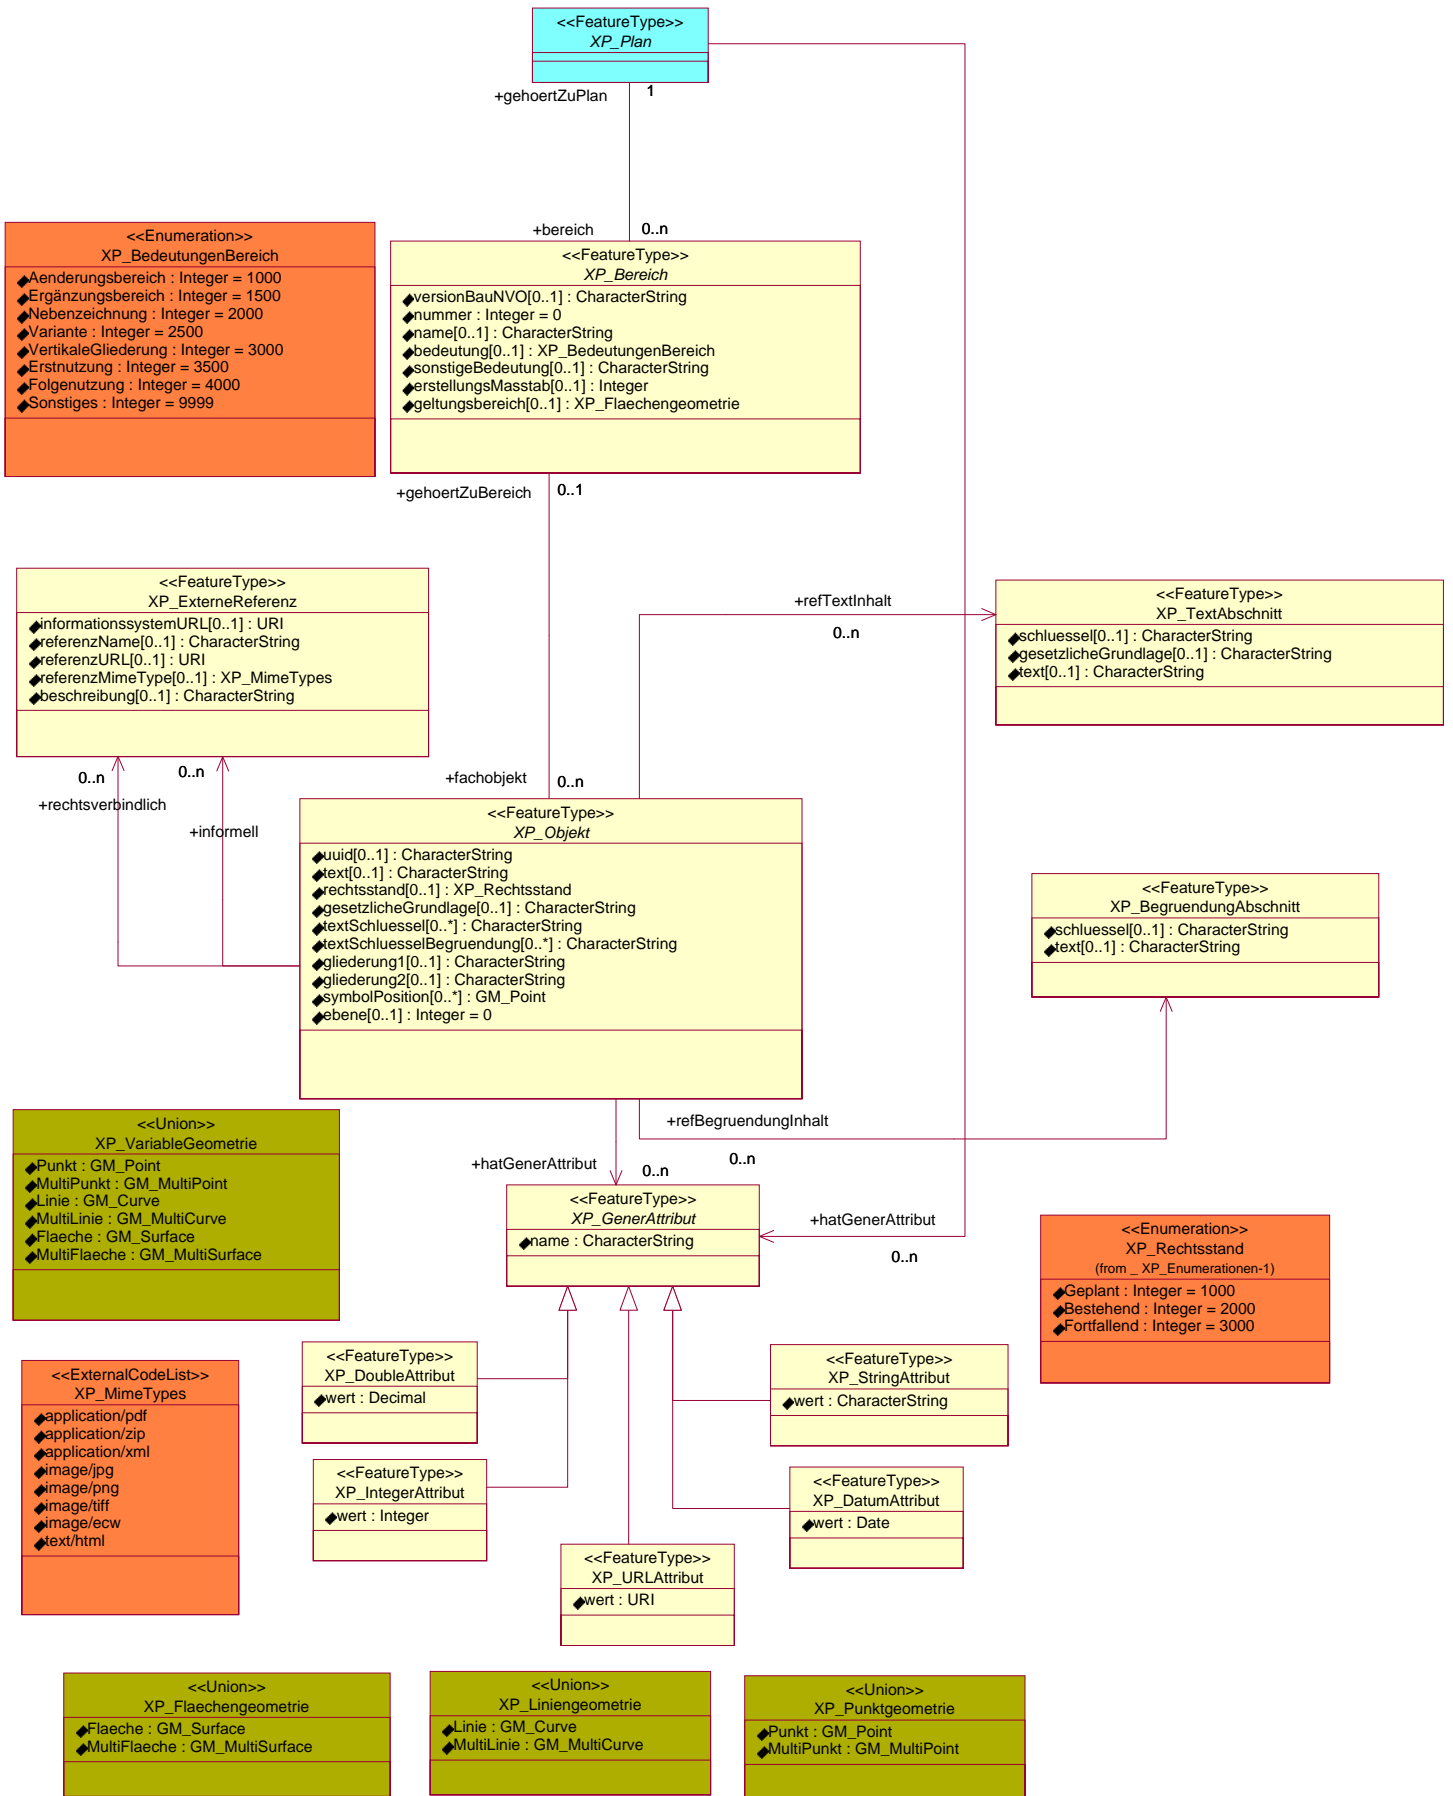 <<FeatureType>>
XP_Plan
+gehoertZuPlan
1
+bereich
0..n
<<Enumeration>>
XP_BedeutungenBereich
Aenderungsbereich : Integer = 1000
Ergänzungsbereich : Integer = 1500
Nebenzeichnung : Integer = 2000
Variante : Integer = 2500
VertikaleGliederung : Integer = 3000
Erstnutzung : Integer = 3500
Folgenutzung : Integer = 4000
Sonstiges : Integer = 9999
<<FeatureType>>
XP_Bereich
versionBauNVO[0..1] : CharacterString
nummer : Integer = 0
name[0..1] : CharacterString
bedeutung[0..1] : XP_BedeutungenBereich
sonstigeBedeutung[0..1] : CharacterString
erstellungsMasstab[0..1] : Integer
geltungsbereich[0..1] : XP_Flaechengeometrie
+gehoertZuBereich
0..1
<<FeatureType>>
XP_ExterneReferenz
informationssystemURL[0..1] : URI
referenzName[0..1] : CharacterString
referenzURL[0..1] : URI
referenzMimeType[0..1] : XP_MimeTypes
beschreibung[0..1] : CharacterString
+refTextInhalt
0..n
<<FeatureType>>
XP_TextAbschnitt
schluessel[0..1] : CharacterString
gesetzlicheGrundlage[0..1] : CharacterString
text[0..1] : CharacterString
0..n
+rechtsverbindlich
0..n
+informell
+fachobjekt
0..n
<<FeatureType>>
XP_Objekt
uuid[0..1] : CharacterString
text[0..1] : CharacterString
rechtsstand[0..1] : XP_Rechtsstand
gesetzlicheGrundlage[0..1] : CharacterString
textSchluessel[0..*] : CharacterString
textSchluesselBegruendung[0..*] : CharacterString
gliederung1[0..1] : CharacterString
gliederung2[0..1] : CharacterString
symbolPosition[0..*] : GM_Point
ebene[0..1] : Integer = 0
<<FeatureType>>
XP_BegruendungAbschnitt
schluessel[0..1] : CharacterString
text[0..1] : CharacterString
<<Union>>
XP_VariableGeometrie
Punkt : GM_Point
MultiPunkt : GM_MultiPoint
Linie : GM_Curve
MultiLinie : GM_MultiCurve
Flaeche : GM_Surface
MultiFlaeche : GM_MultiSurface
+refBegruendungInhalt
0..n
+hatGenerAttribut
0..n
<<FeatureType>>
XP_GenerAttribut
name : CharacterString
+hatGenerAttribut
0..n
<<Enumeration>>
XP_Rechtsstand
(from _ XP_Enumerationen-1)
Geplant : Integer = 1000
Bestehend : Integer = 2000
Fortfallend : Integer = 3000
<<ExternalCodeList>>
XP_MimeTypes
application/pdf
application/zip
application/xml
image/jpg
image/png
image/tiff
image/ecw
text/html
<<FeatureType>>
XP_DoubleAttribut
wert : Decimal
<<FeatureType>>
XP_StringAttribut
wert : CharacterString
<<FeatureType>>
XP_IntegerAttribut
wert : Integer
<<FeatureType>>
XP_DatumAttribut
wert : Date
<<FeatureType>>
XP_URLAttribut
wert : URI
<<Union>>
XP_Flaechengeometrie
Flaeche : GM_Surface
MultiFlaeche : GM_MultiSurface
<<Union>>
XP_Liniengeometrie
Linie : GM_Curve
MultiLinie : GM_MultiCurve
<<Union>>
XP_Punktgeometrie
Punkt : GM_Point
MultiPunkt : GM_MultiPoint